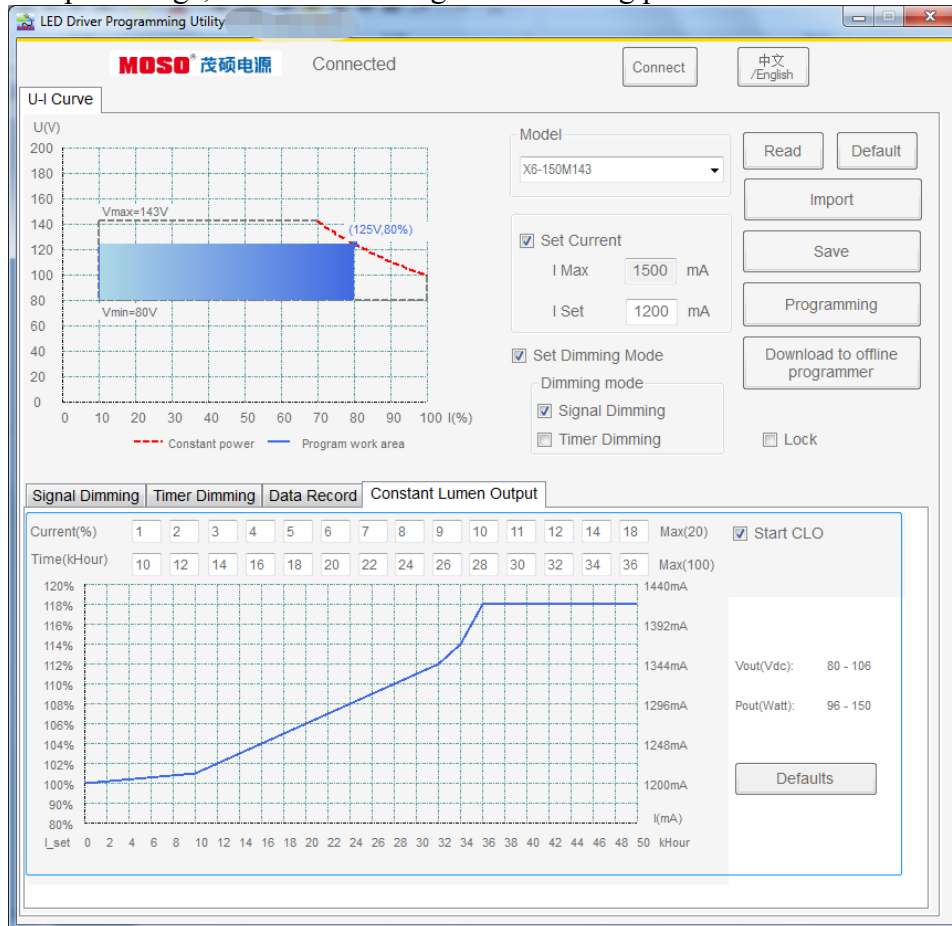 LED Driver Programming Utility
MOSO® 茂硕电源 Connected Connect 中文
/English
U-I Curve
U(V)
200
180
160
140
120
100
80
60
40
20
0
Vmax=143V
(125V,80%)
Vmin=80V
0 10 20 30 40 50 60 70 80 90 100 I(%)
Constant power Program work area
Model
X6-150M143
Set Current
I Max 1500 mA
I Set 1200 mA
Set Dimming Mode
Dimming mode
Signal Dimming
Timer Dimming
Read Default
Import
Save
Programming
Download to offline
programmer
Lock
Signal Dimming Timer Dimming Data Record Constant Lumen Output
Current(%) 1 2 3 4 5 6 7 8 9 10 11 12 14 18 Max(20) Start CLO
Time(kHour) 10 12 14 16 18 20 22 24 26 28 30 32 34 36 Max(100)
120% 1440mA
118%
116% 1392mA
114%
112% 1344mA
110%
108% 1296mA
106%
104% 1248mA
102%
100% 1200mA
90%
80% I(mA)
I_set 0 2 4 6 8 10 12 14 16 18 20 22 24 26 28 30 32 34 36 38 40 42 44 46 48 50 kHour
Vout(Vdc): 80 - 106
Pout(Watt): 96 - 150
Defaults